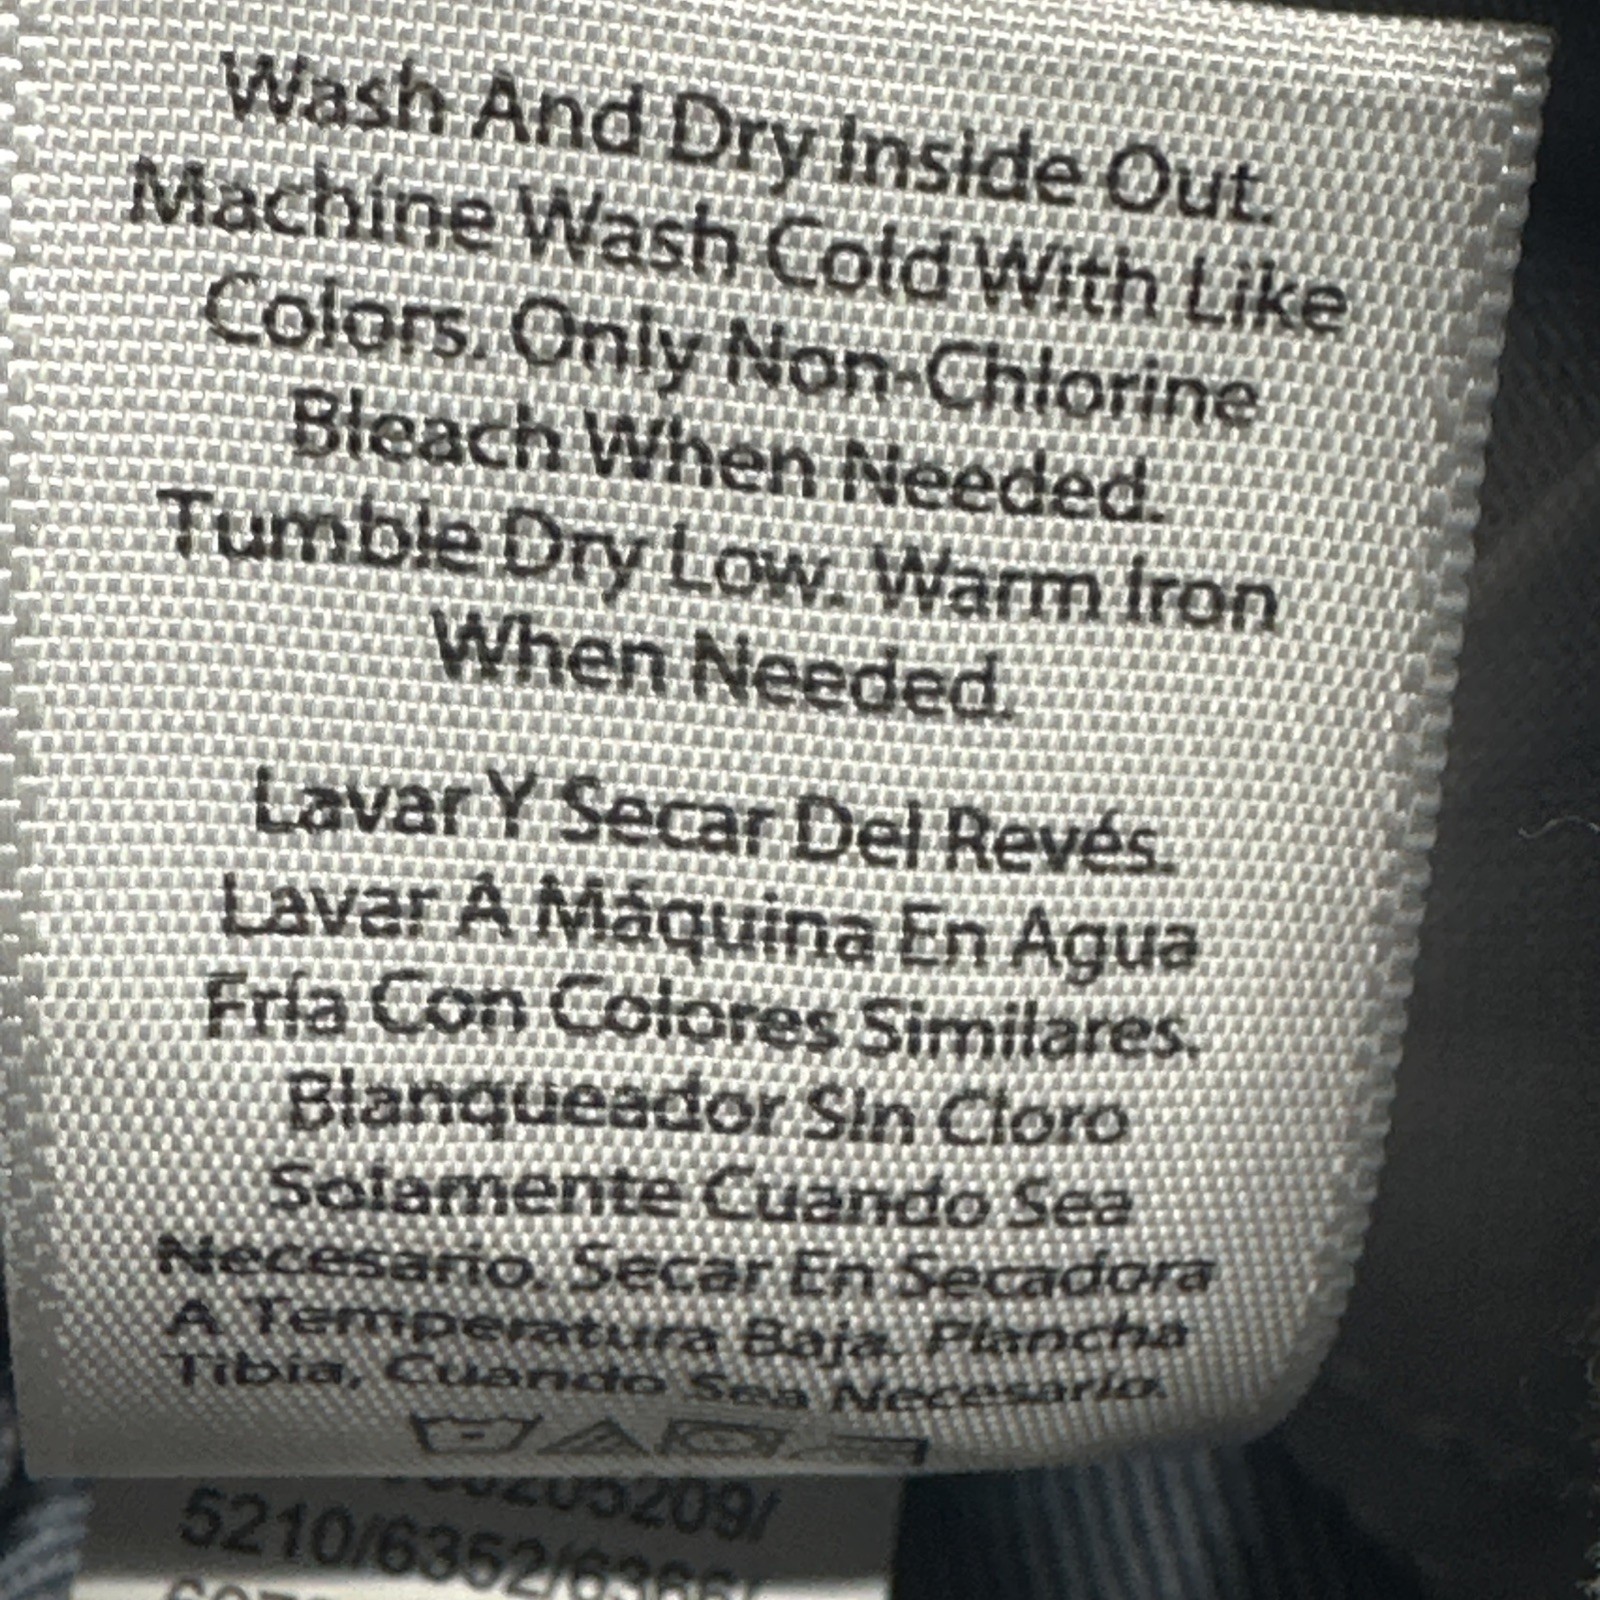 Wash And Dry Inside Out.
Machine Wash Cold With Like
Colors. Only Non-Chlorine
Bleach When Needed.
Tumble Dry Low. Warm Iron
When Needed.
Lavar Y Secar Del Revés.
Lavar A Máquina En Agua
Fría Con Colores Similares.
Blanqueador Sin Cloro
Solamente Cuando Sea
Necesario. Secar En Secadora
A Temperatura Baja. Plancha
Tibia, Cuando Sea Necesario.
5210/6352/6366/